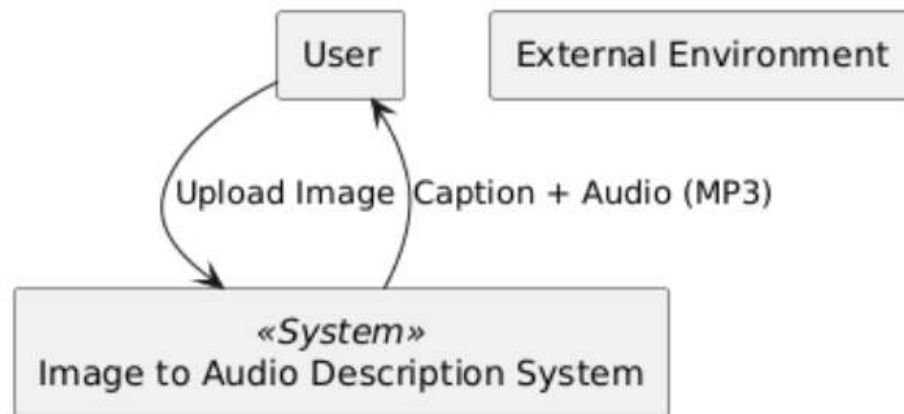 User
External Environment
Upload Image
Caption + Audio (MP3)
«System»
Image to Audio Description System